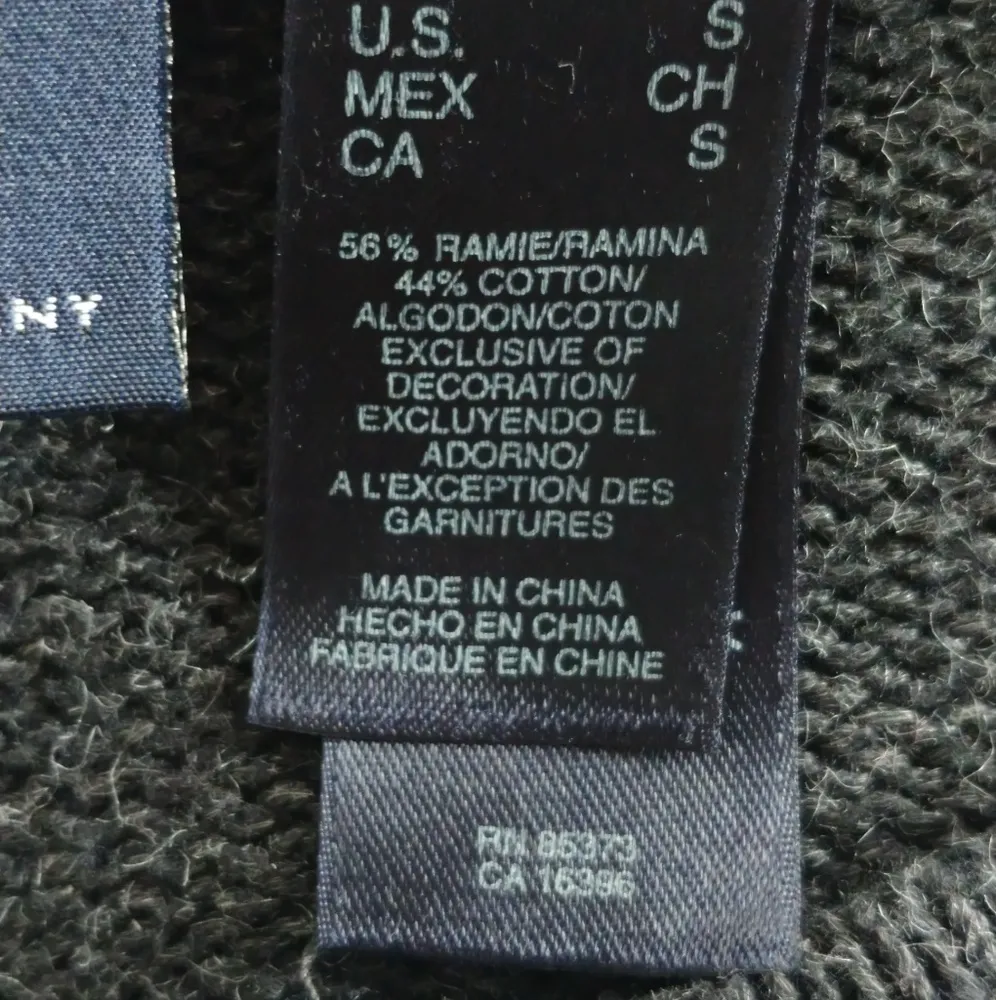 U.S. S
MEX CH
CA S
56% RAMIE/RAMINA
44% COTTON/
ALGODON/COTON
EXCLUSIVE OF
DECORATION/
EXCLUYENDO EL
ADORNO/
A L'EXCEPTION DES
GARNITURES
MADE IN CHINA
HECHO EN CHINA
FABRIQUE EN CHINE
NY
RN 85373
CA 16396